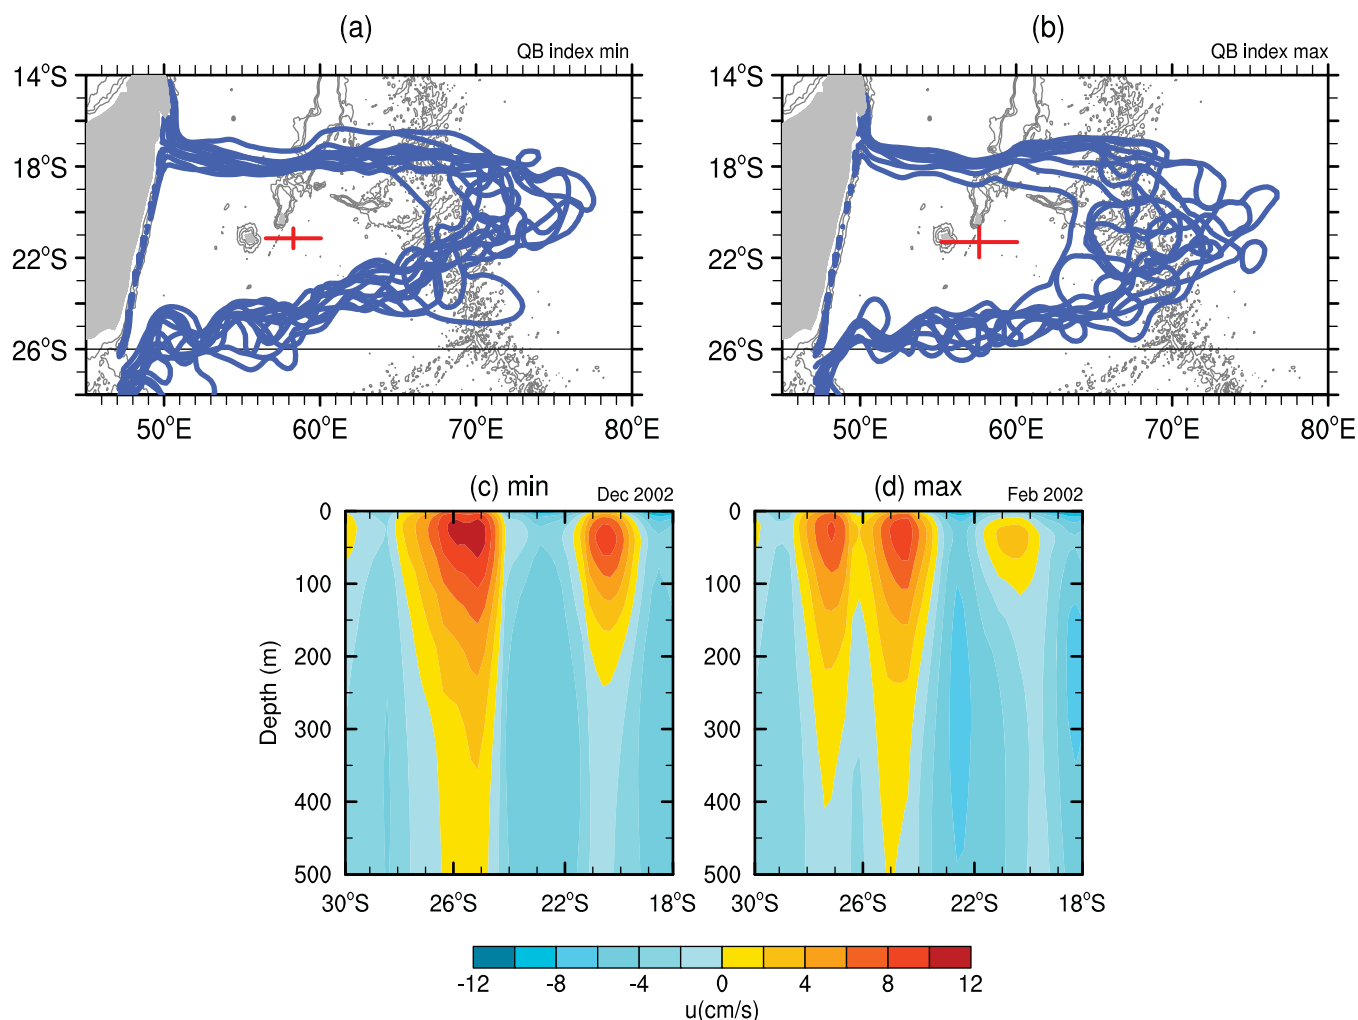 (a)
(b)
QB index min
QB index max
14°S
18°S
22°S
26°S
50°E
60°E
70°E
80°E
14°S
18°S
22°S
26°S
50°E
60°E
70°E
80°E
(c) min
Dec 2002
(d) max
Feb 2002
Depth (m)
0
100
200
300
400
500
30°S
26°S
22°S
18°S
0
100
200
300
400
500
30°S
26°S
22°S
18°S
-12
-8
-4
0
4
8
12
u(cm/s)